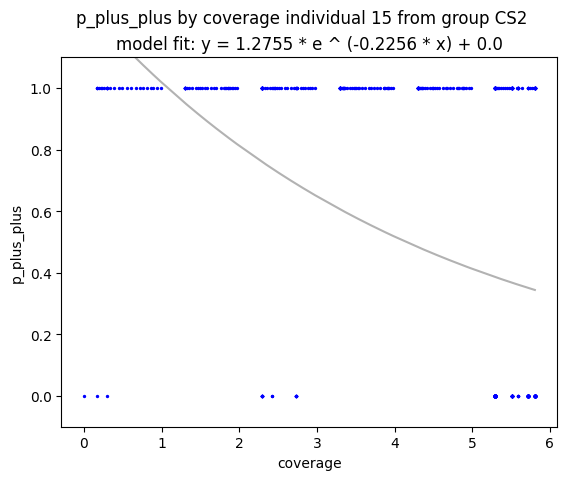 p_plus_plus by coverage individual 15 from group CS2
model fit: y = 1.2755 * e ^ (-0.2256 * x) + 0.0
1.0
0.8
0.6
0.4
0.2
0.0
p_plus_plus
0 1 2 3 4 5 6
coverage